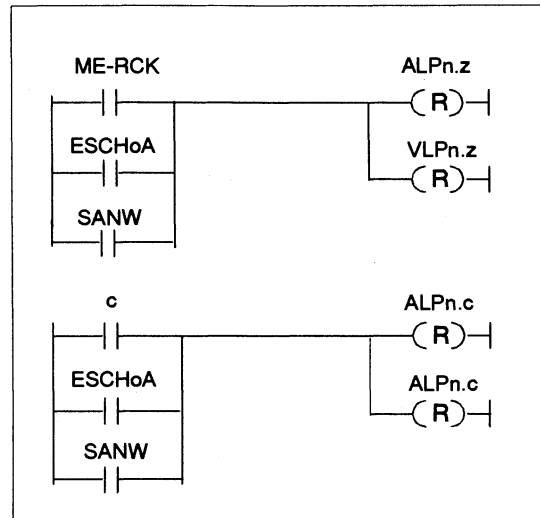 ME-RCK ALPn.z
R
ESCHoA VLPn.z
R
SANW
c ALPn.c
R
ESCHoA ALPn.c
R
SANW